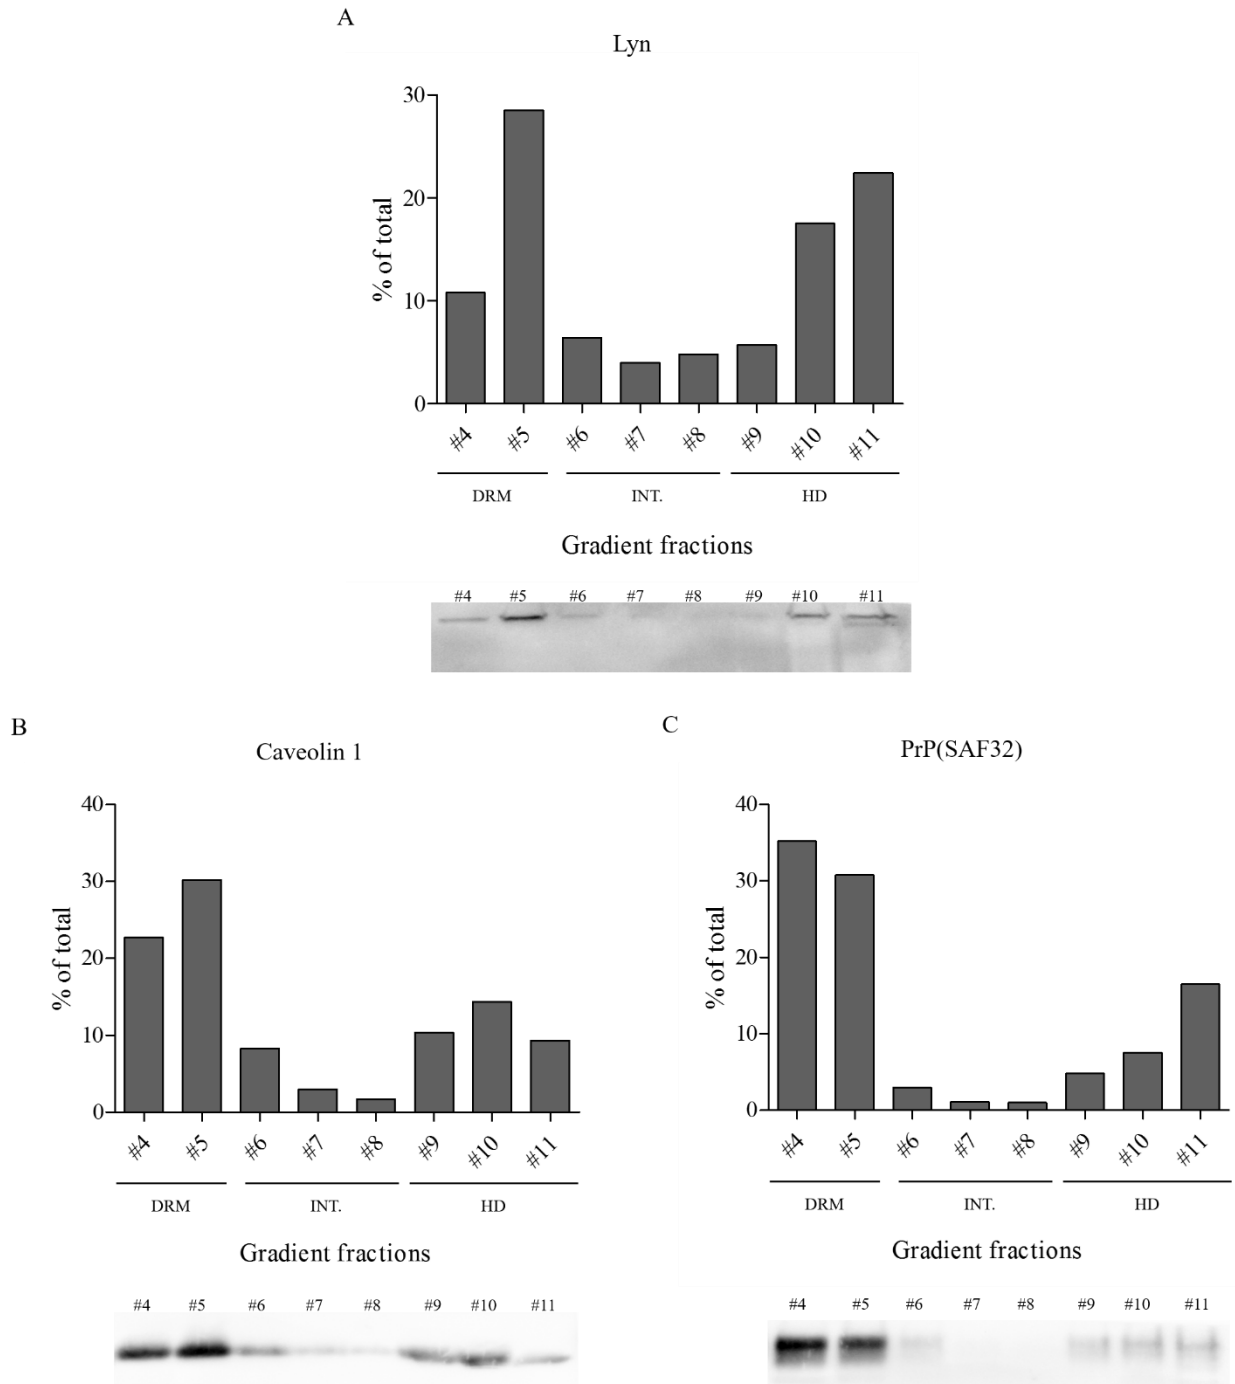 A
Lyn
30
20
10
0
% of total
#4 #5 #6 #7 #8 #9 #10 #11
DRM INT. HD
Gradient fractions
#4 #5 #6 #7 #8 #9 #10 #11
B
Caveolin 1
40
30
20
10
0
% of total
#4 #5 #6 #7 #8 #9 #10 #11
DRM INT. HD
Gradient fractions
#4 #5 #6 #7 #8 #9 #10 #11
C
PrP(SAF32)
40
30
20
10
0
% of total
#4 #5 #6 #7 #8 #9 #10 #11
DRM INT. HD
Gradient fractions
#4 #5 #6 #7 #8 #9 #10 #11